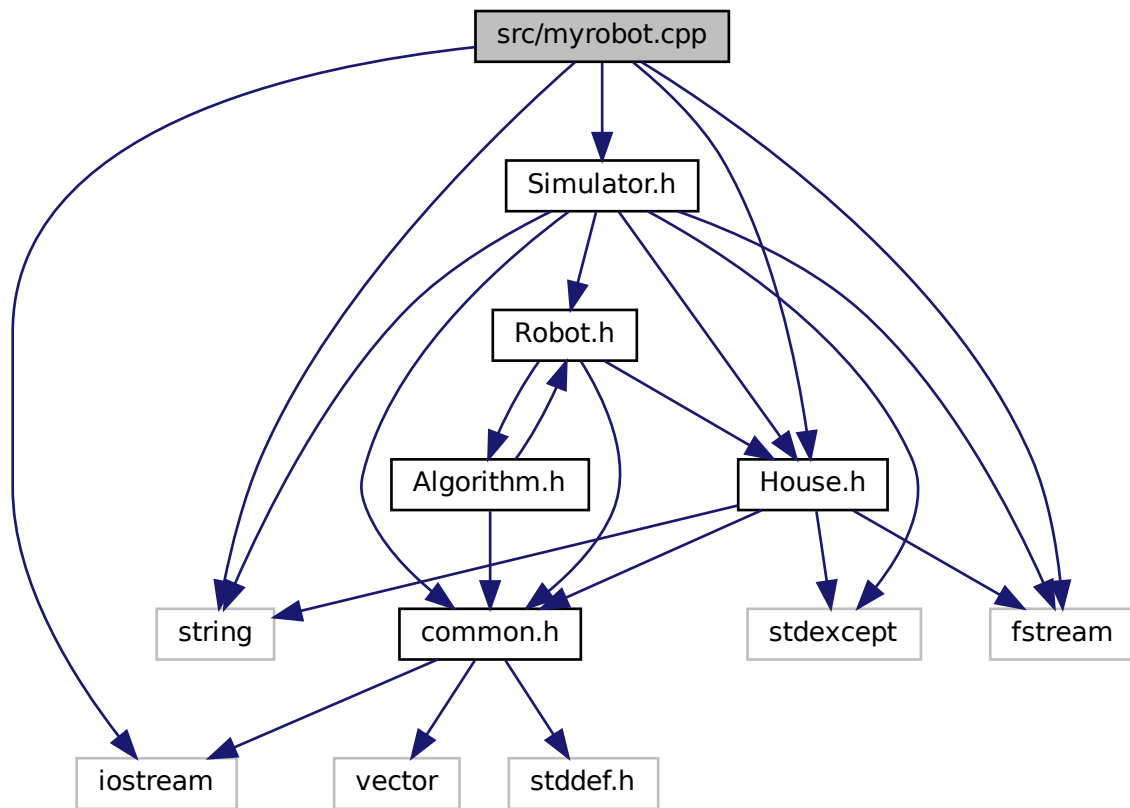 src/myrobot.cpp
Simulator.h
Robot.h
Algorithm.h
House.h
string
common.h
stdexcept
fstream
iostream
vector
stddef.h